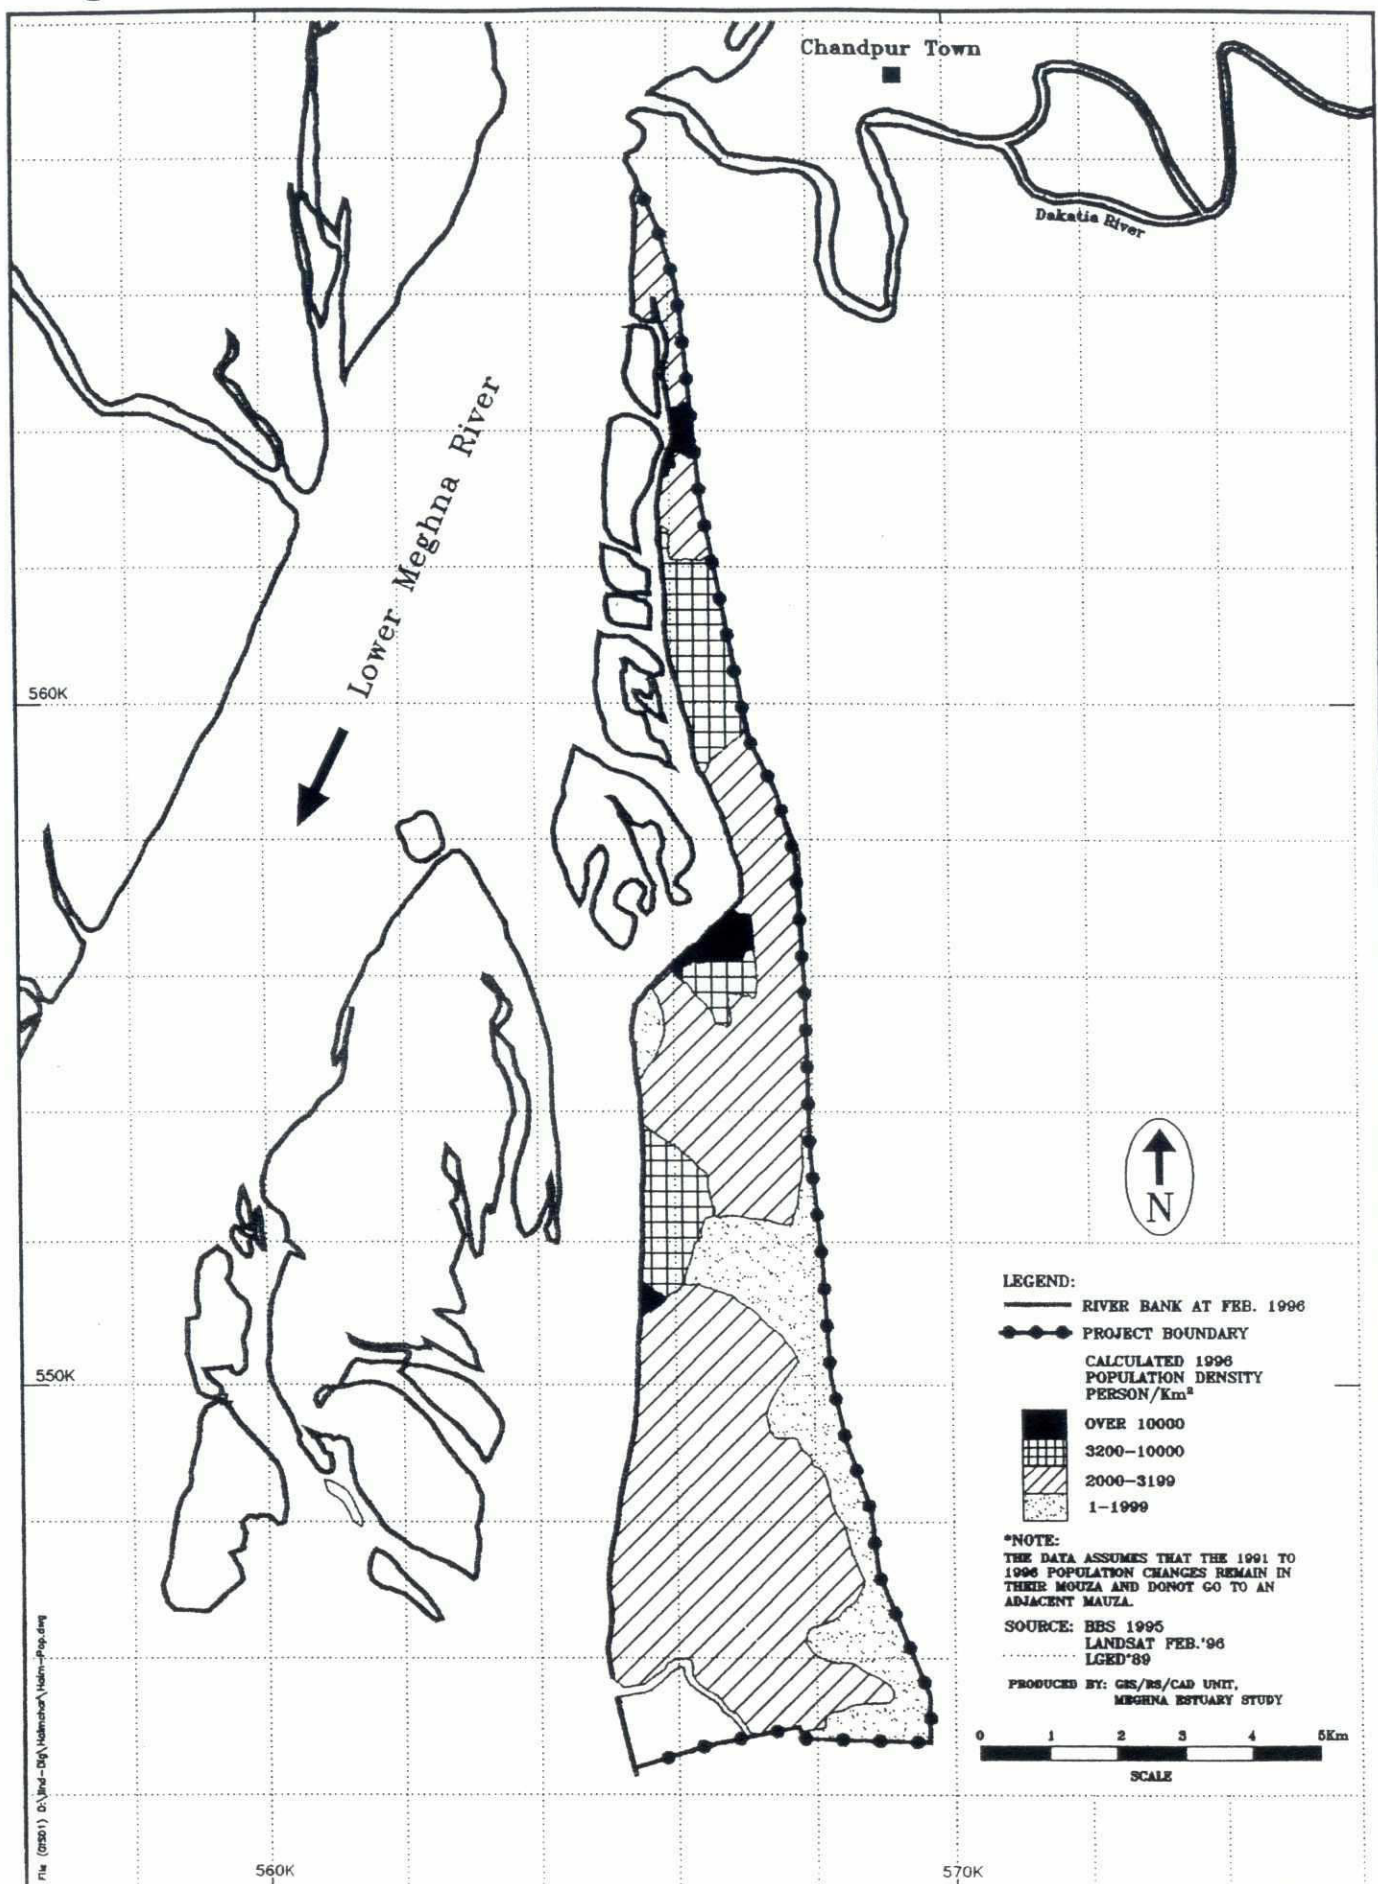 Chandpur Town
Dakatia River
Lower Meghna River
560K
N
LEGEND:
RIVER BANK AT FEB. 1996
PROJECT BOUNDARY
CALCULATED 1996
POPULATION DENSITY
PERSON/Km²
OVER 10000
3200-10000
2000-3199
1-1999
550K
*NOTE:
THE DATA ASSUMES THAT THE 1991 TO
1996 POPULATION CHANGES REMAIN IN
THEIR MOUZA AND DONOT GO TO AN
ADJACENT MAUZA.
SOURCE: BBS 1995
LANDSAT FEB.'96
LGED'89
PRODUCED BY: GIS/RS/CAD UNIT,
MEGHNA ESTUARY STUDY
0 1 2 3 4 5Km
SCALE
560K
570K